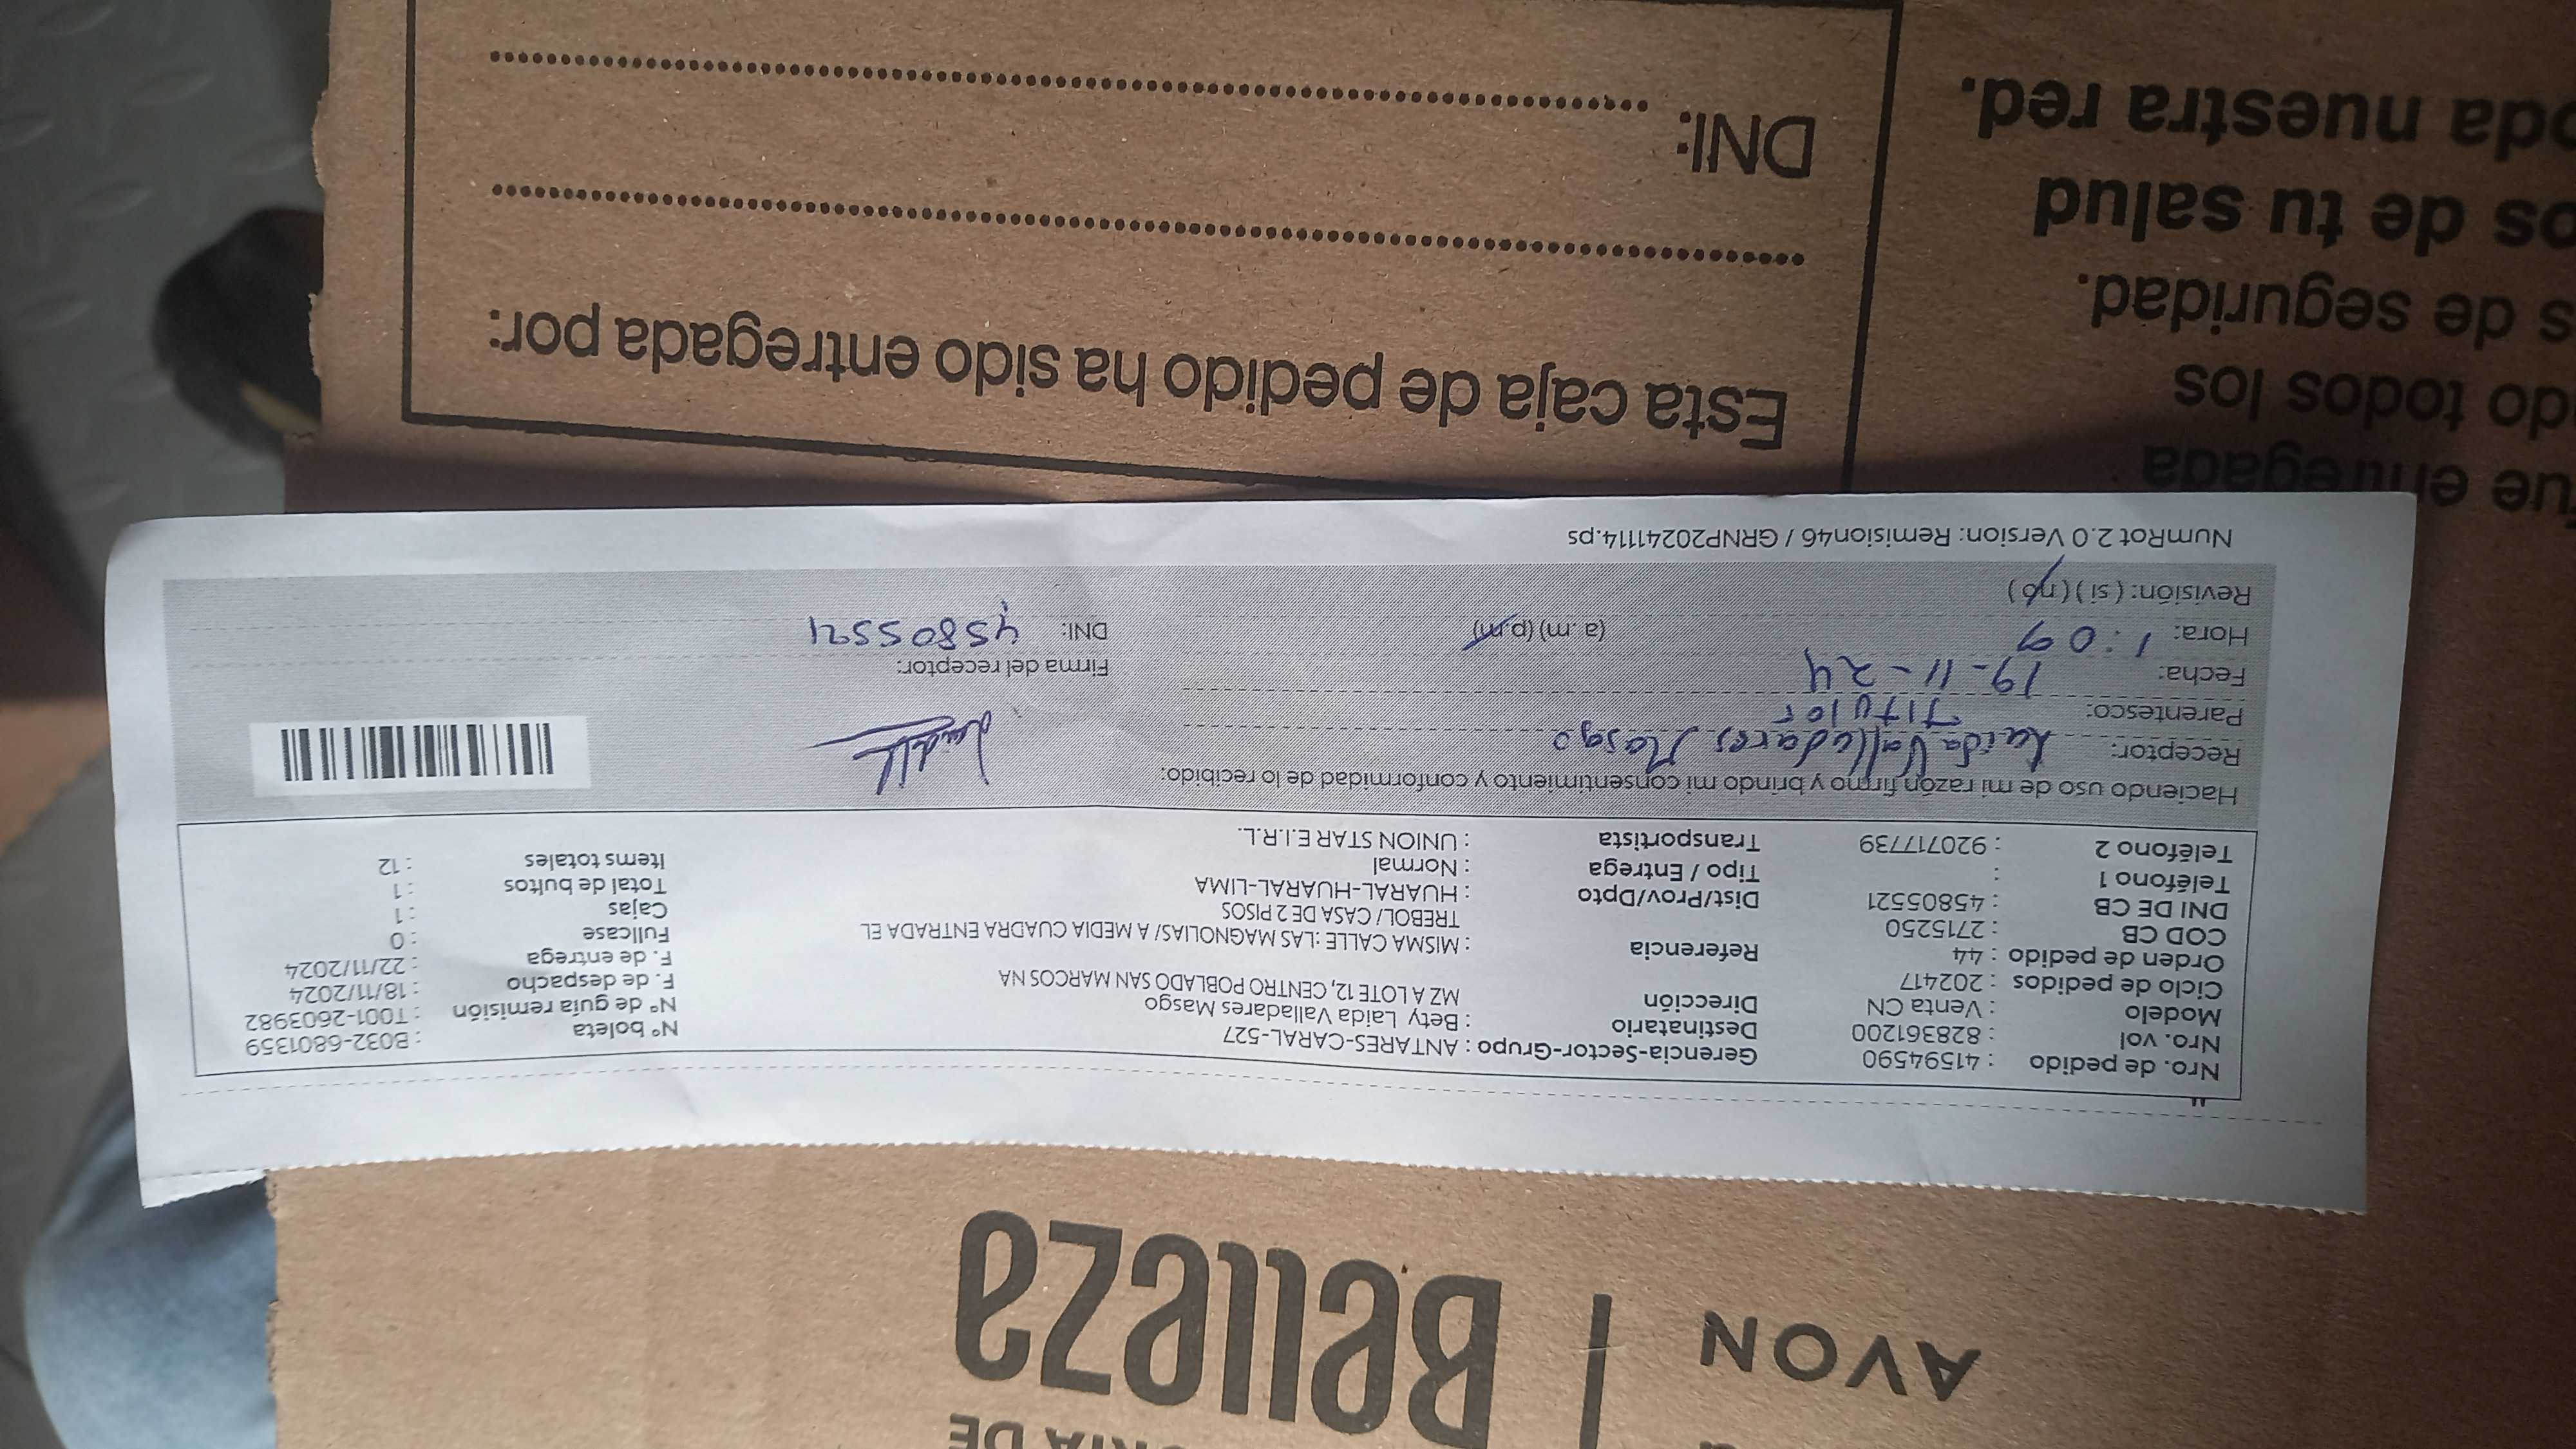 RIA DE
AVON | Belleza
Nro. de pedido : 41594590
Nro. vol : 828361200
Modelo : Venta CN
Ciclo de pedidos : 202417
Orden de pedido : 44
COD CB : 2715250
DNI DE CB : 45805521
Teléfono 1 :
Teléfono 2 : 920717739
Gerencia-Sector-Grupo : ANTARES-CARAL-527
Destinatario : Bety Laida Valladares Masgo
Dirección MZ A LOTE 12, CENTRO POBLADO SAN MARCOS NA
Referencia : MISMA CALLE :LAS MAGNOLIAS/ A MEDIA CUADRA ENTRADA EL
TREBOL/ CASA DE 2 PISOS
Dist/Prov/Dpto : HUARAL-HUARAL-LIMA
Tipo / Entrega : Normal
Transportista : UNION STAR E.I.R.L.
Nº boleta : B032-6801359
Nº de guía remisión : T001-2603982
F. de despacho : 18/11/2024
F. de entrega : 22/11/2024
Fullcase : 0
Cajas : 1
Total de bultos : 1
Items totales : 12
Haciendo uso de mi razón firmo y brindo mi consentimiento y conformidad de lo recibido:
Receptor: Laida Valladares Masgo
Parentesco: Titular
Fecha: 19-11-24
Hora: 1:09 (a.m) (p.m)
Revisión: ( si ) ( no )
Firma del receptor:
DNI: 45805521
NumRot 2.0 Version: Remision46 / GRNP20241114.ps
ue entregada
do todos los
s de seguridad.
os de tu salud
oda nuestra red.
Esta caja de pedido ha sido entregada por:
DNI: